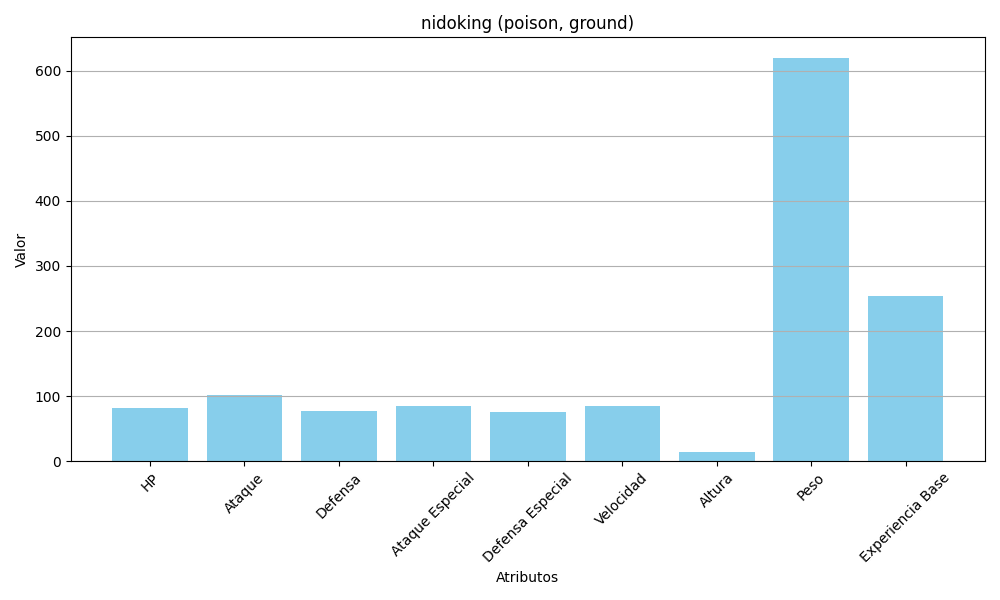 nidoking (poison, ground)
Valor
600
500
400
300
200
100
0
HP
Ataque
Defensa
Ataque Especial
Defensa Especial
Velocidad
Altura
Peso
Experiencia Base
Atributos